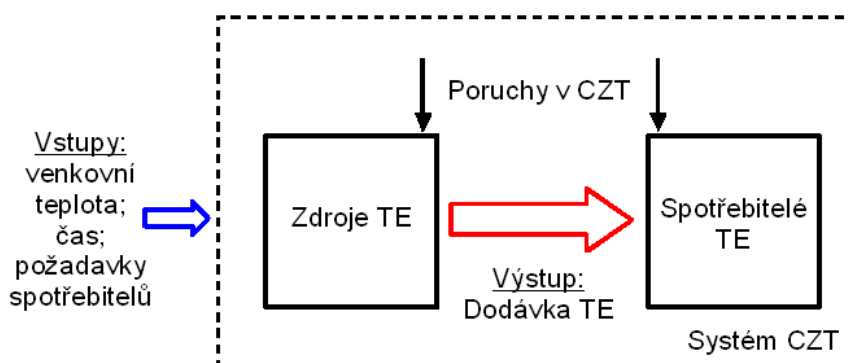 Poruchy v CZT
Vstupy:
venkovní
teplota;
čas;
požadavky
spotřebitelů
Zdroje TE
Spotřebitelé
TE
Výstup:
Dodávka TE
Systém CZT